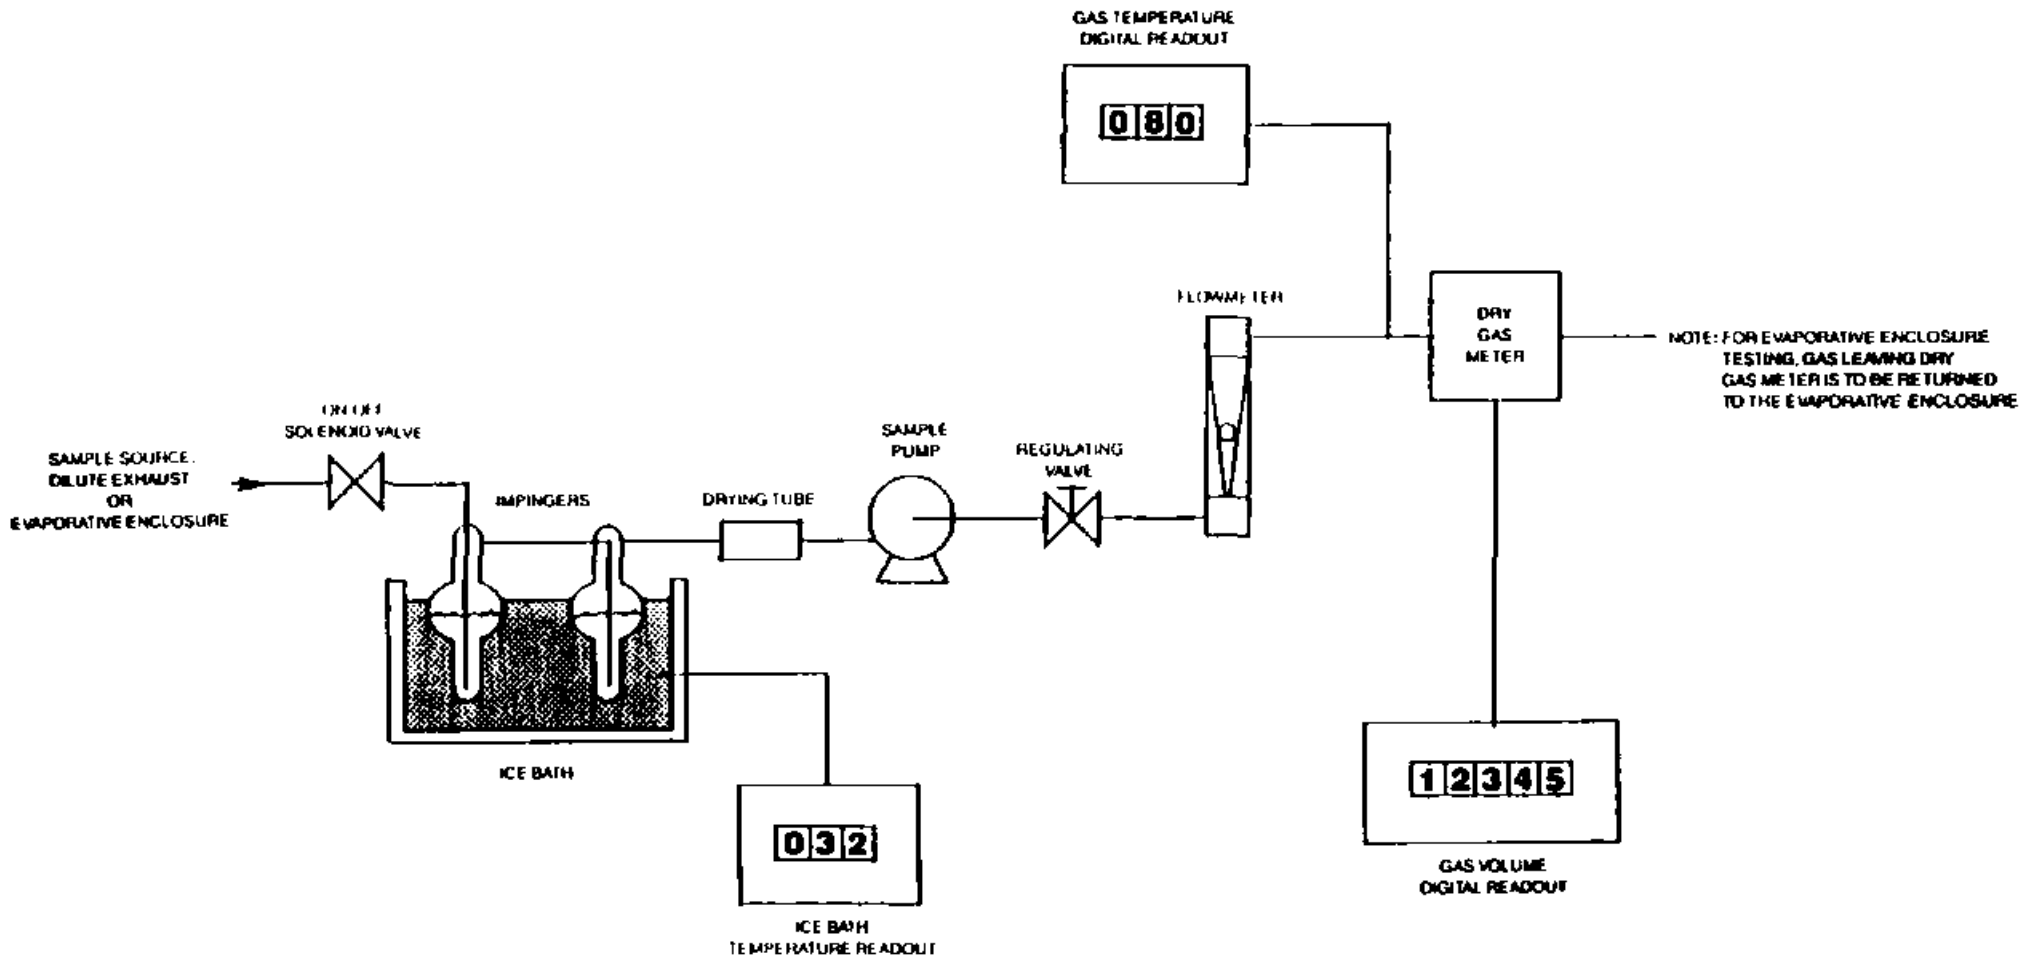 GAS TEMPERATURE
DIGITAL READOUT
080
FLOWMETER
DRY
GAS
METER
NOTE: FOR EVAPORATIVE ENCLOSURE
TESTING, GAS LEAVING DRY
GAS METER IS TO BE RETURNED
TO THE EVAPORATIVE ENCLOSURE
ON OFF
SOLENOID VALVE
SAMPLE SOURCE:
DILUTE EXHAUST
OR
EVAPORATIVE ENCLOSURE
IMPINGERS
DRYING TUBE
SAMPLE
PUMP
REGULATING
VALVE
ICE BATH
032
ICE BATH
TEMPERATURE READOUT
12345
GAS VOLUME
DIGITAL READOUT